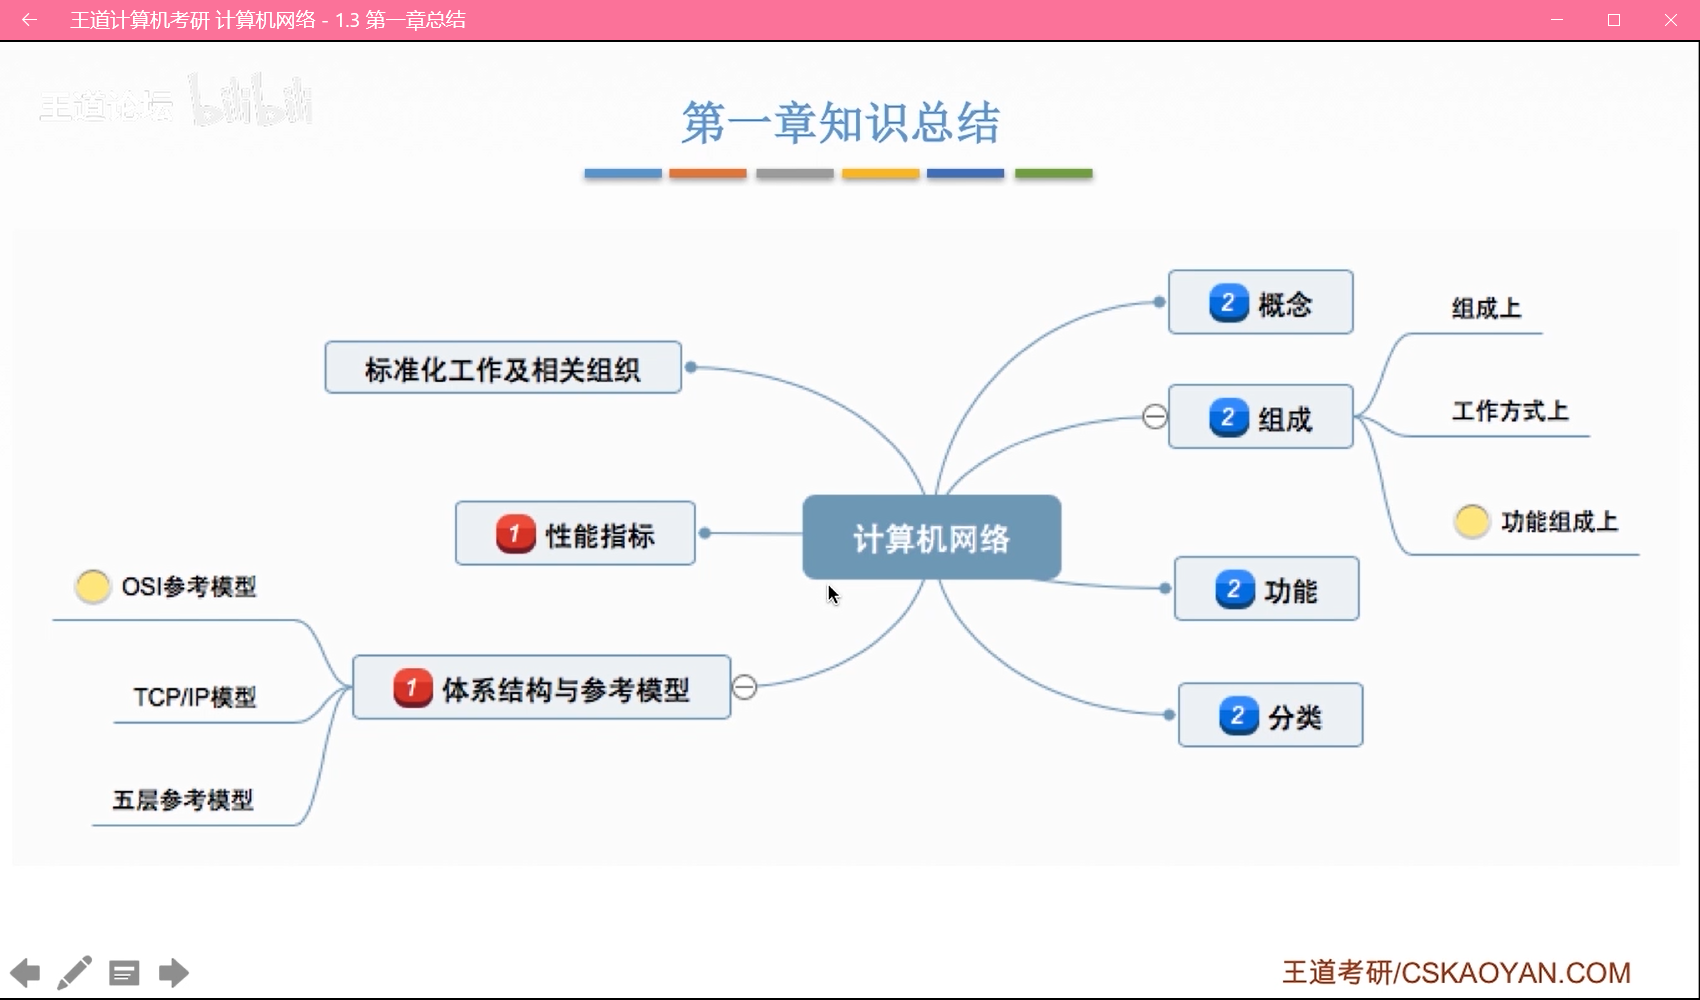 王道计算机考研 计算机网络 - 1.3 第一章总结
王道论坛 bilibili
第一章知识总结
标准化工作及相关组织
1 性能指标
OSI参考模型
TCP/IP模型
五层参考模型
1 体系结构与参考模型
计算机网络
2 概念
2 组成
组成上
工作方式上
功能组成上
2 功能
2 分类
王道考研/CSKAOYAN.COM